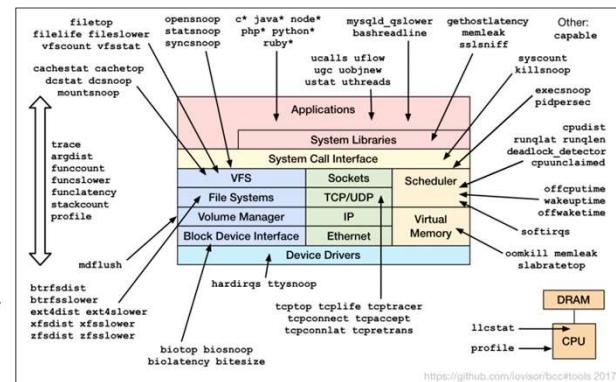 filetop
filelife fileslower
vfscount vfsstat
opensnoop
statsnoop
syncsnoop
c* java* node*
php* python*
ruby*
mysqld_qslower
bashreadline
gethostlatency
memleak
sslsniff
Other:
capable
cachestat cachetop
dcstat dcsnoop
mountsnoop
ucalls uflow
ugc uobjnew
ustat uthreads
syscount
killsnoop
execsnoop
pidpersec
Applications
System Libraries
System Call Interface
VFS
Sockets
Scheduler
File Systems
TCP/UDP
Volume Manager
IP
Virtual
Memory
Block Device Interface
Ethernet
Device Drivers
trace
argdist
funccount
funcslower
funclatency
stackcount
profile
cpudist
runqlat runqlen
deadlock_detector
cpuunclaimed
offcputime
wakeuptime
offwaketime
softirqs
mdflush
oomkill memleak
slabratetop
hardirqs ttysnoop
btrfsdist
btrfsslower
ext4dist ext4slower
xfsdist xfsslower
zfsdist zfsslower
tcptop tcplife tcptracer
tcpconnect tcpaccept
tcpconnlat tcpretrans
biotop biosnoop
biolatency bitesize
DRAM
llcstat
CPU
profile
https://github.com/iovisor/bcc#tools 2017